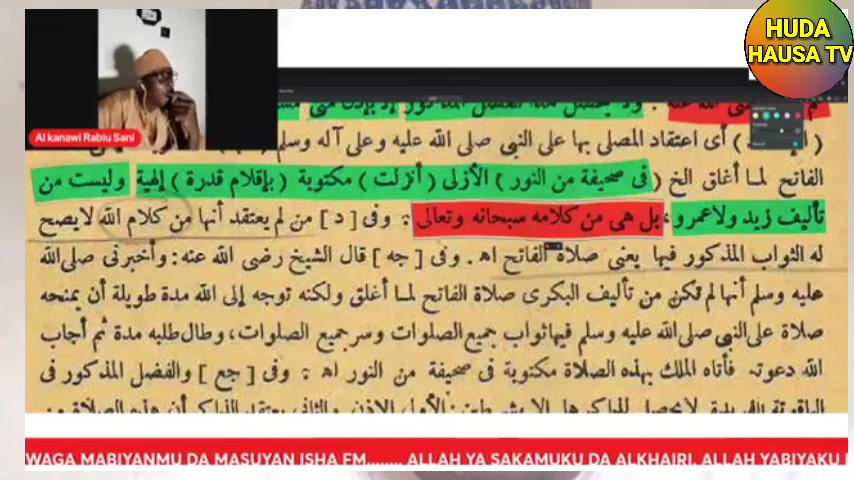 HUDA
HAUSA TV
Al kanawi Rabiu Sani
) أى اعتقاد المصلى بها على النبى صلى الله عليه وعلى آله وسلم
الفاتح لما أغلق الخ ( فى صحيفة من النور ) الأزلى ( أنزلت ) مكتوبة ( بإقلام قدرة ) إلهية وليست من
تأليف زيد ولا عمرو، بل هى من كلامه سبحانه وتعالى : وفى [ د ] من لم يعتقد أنها من كلام الله لا يصح
له الثواب المذكور فيها يعنى صلاة الفاتح اه . وفى [ جه ] قال الشيخ رضى الله عنه : وأخبرنى صلى الله
عليه وسلم أنها لم تكن من تأليف البكرى صلاة الفاتح لما أغلق ولكنه توجه إلى الله مدة طويلة أن يمنحه
صلاة على النبى صلى الله عليه وسلم فيها ثواب جميع الصلوات وسر جميع الصلوات ، وطال طلبه مدة ثم أجاب
الله دعوته فأتاه الملك بهذه الصلاة مكتوبة فى صحيفة من النور اه : وفى [ جع ] والفضل المذكور فى
WAGA MABIYANMU DA MASUYAN ISHA FM........ ALLAH YA SAKAMUKU DA ALKHAIRI, ALLAH YABIYAKU